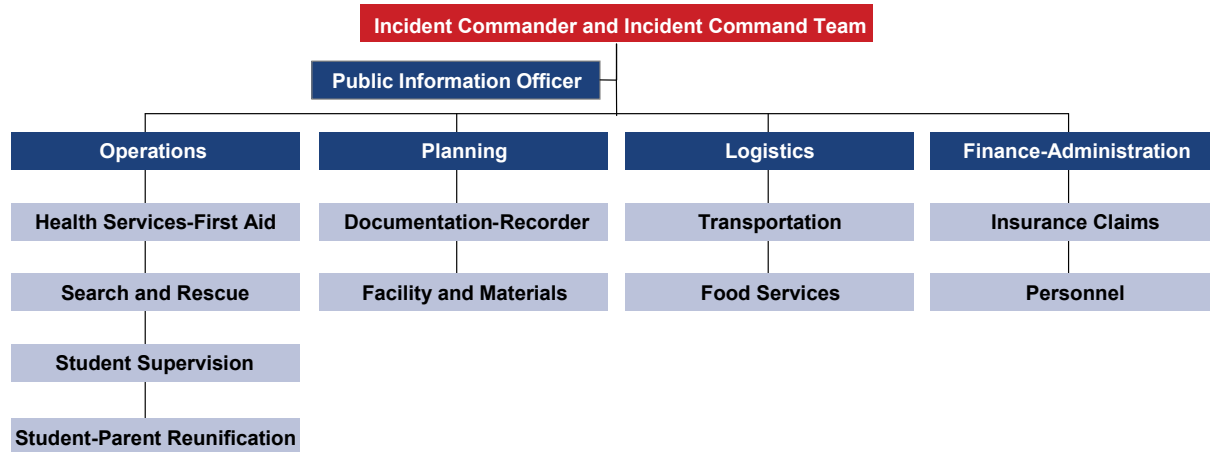 Incident Commander and Incident Command Team
Public Information Officer
Operations
Planning
Logistics
Finance-Administration
Health Services-First Aid
Documentation-Recorder
Transportation
Insurance Claims
Search and Rescue
Facility and Materials
Food Services
Personnel
Student Supervision
Student-Parent Reunification